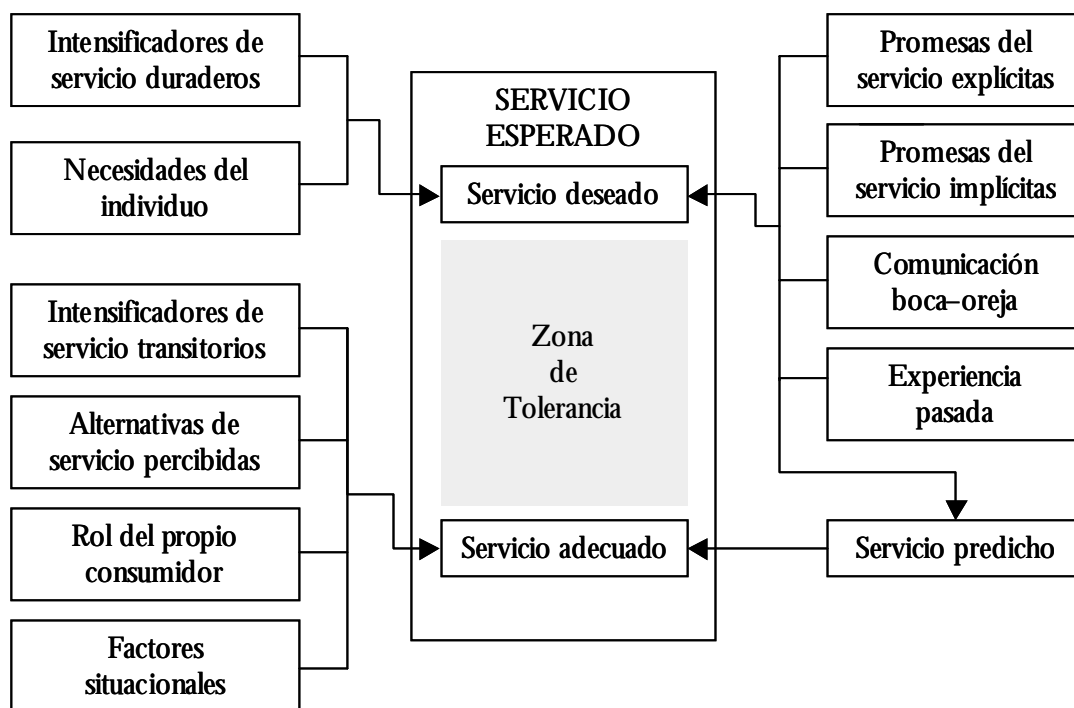 Intensificadores de
servicio duraderos
Necesidades del
individuo
Intensificadores de
servicio transitorios
Alternativas de
servicio percibidas
Rol del propio
consumidor
Factores
situacionales
SERVICIO
ESPERADO
Servicio deseado
Zona
de
Tolerancia
Servicio adecuado
Promesas del
servicio explícitas
Promesas del
servicio implícitas
Comunicación
boca–oreja
Experiencia
pasada
Servicio predicho